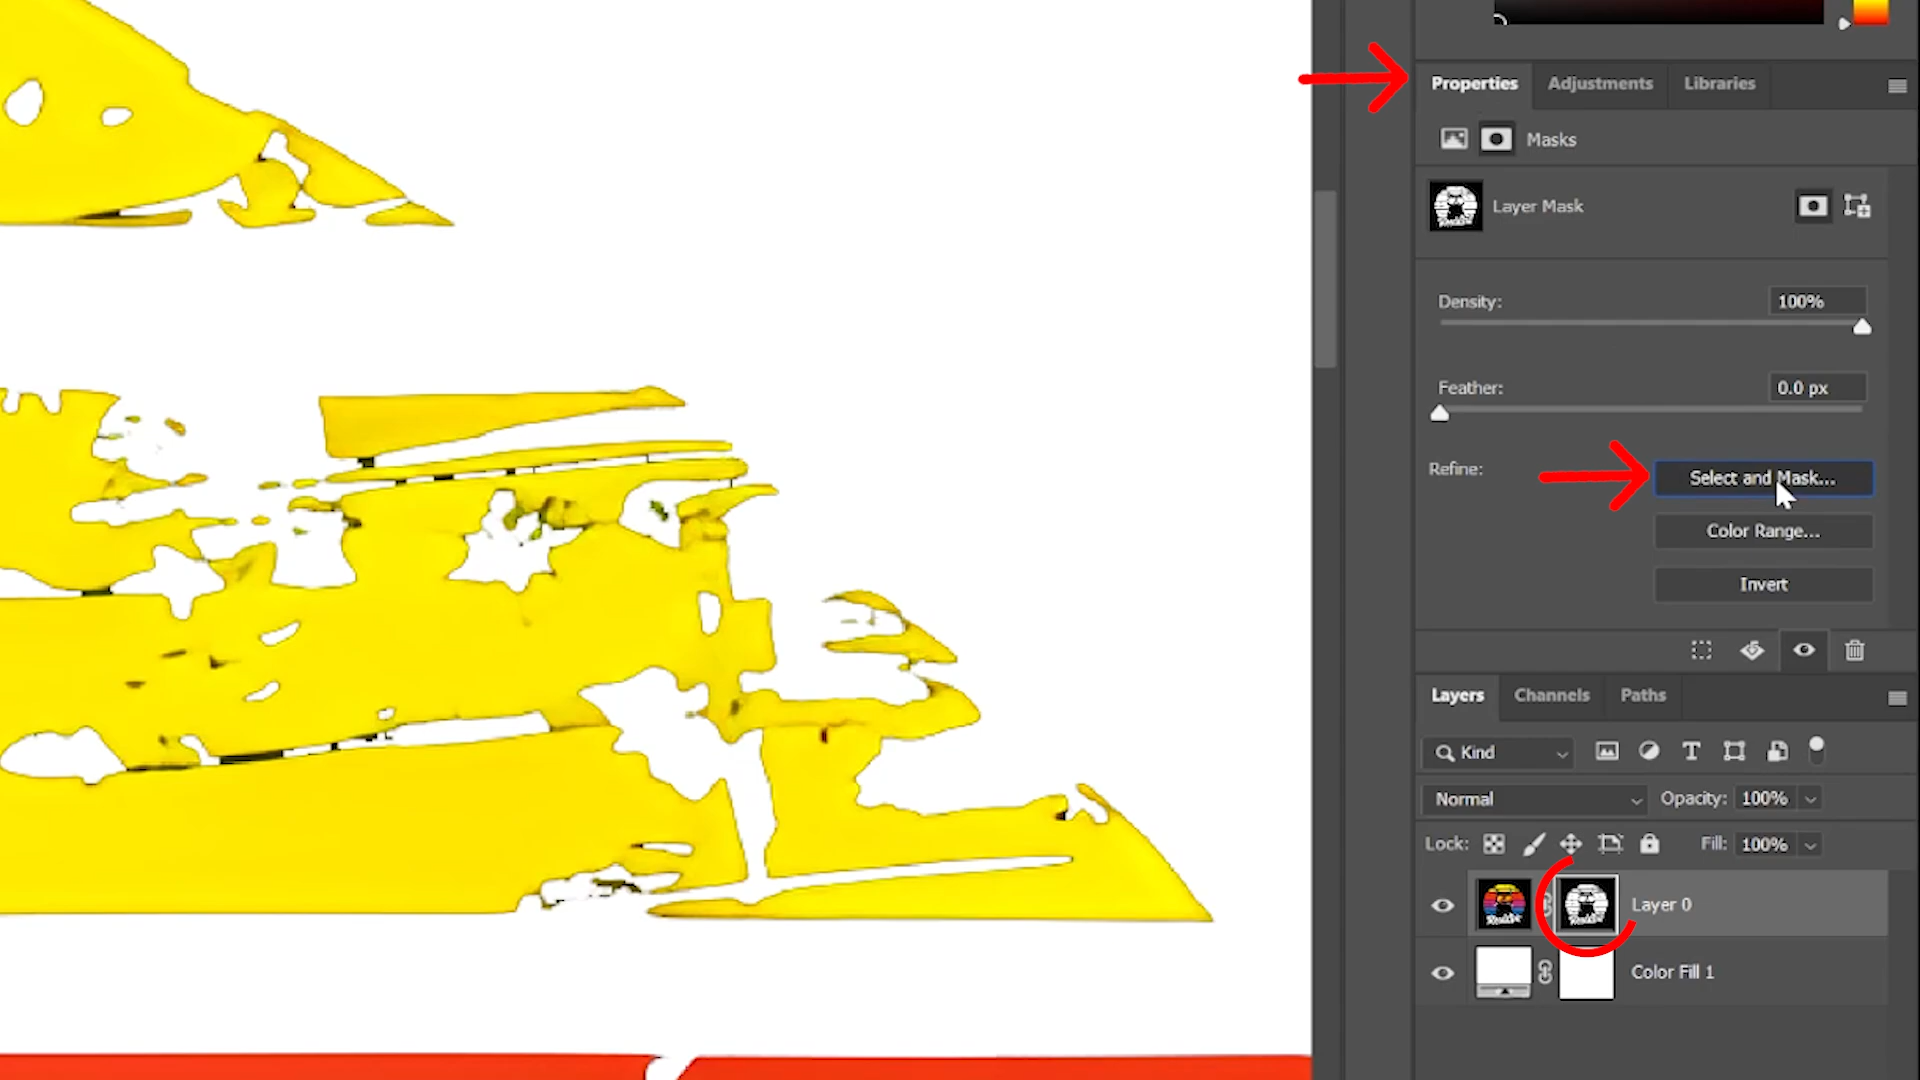 Properties Adjustments Libraries
Masks
Layer Mask
Density: 100%
Feather: 0.0 px
Refine: Select and Mask...
Color Range...
Invert
Layers Channels Paths
Kind
Normal Opacity: 100%
Lock: Fill: 100%
Layer 0
Color Fill 1